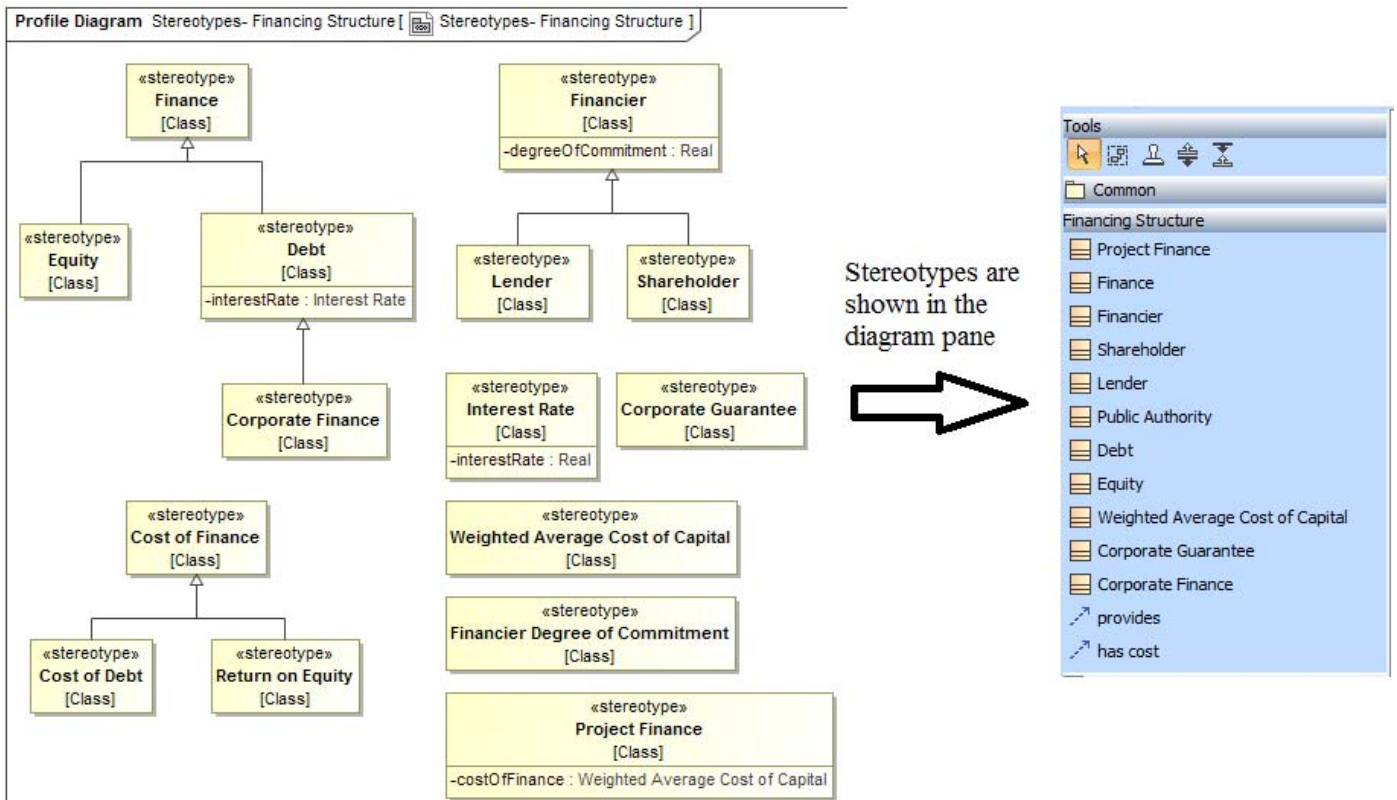 Profile Diagram Stereotypes- Financing Structure [ Stereotypes- Financing Structure ]
«stereotype»
Finance
[Class]
«stereotype»
Financier
[Class]
-degreeOfCommitment : Real
«stereotype»
Equity
[Class]
«stereotype»
Debt
[Class]
-interestRate : Interest Rate
«stereotype»
Lender
[Class]
«stereotype»
Shareholder
[Class]
«stereotype»
Corporate Finance
[Class]
«stereotype»
Interest Rate
[Class]
-interestRate : Real
«stereotype»
Corporate Guarantee
[Class]
«stereotype»
Cost of Finance
[Class]
«stereotype»
Weighted Average Cost of Capital
[Class]
«stereotype»
Financier Degree of Commitment
[Class]
«stereotype»
Cost of Debt
[Class]
«stereotype»
Return on Equity
[Class]
«stereotype»
Project Finance
[Class]
-costOfFinance : Weighted Average Cost of Capital
Stereotypes are
shown in the
diagram pane
Tools
Common
Financing Structure
Project Finance
Finance
Financier
Shareholder
Lender
Public Authority
Debt
Equity
Weighted Average Cost of Capital
Corporate Guarantee
Corporate Finance
provides
has cost